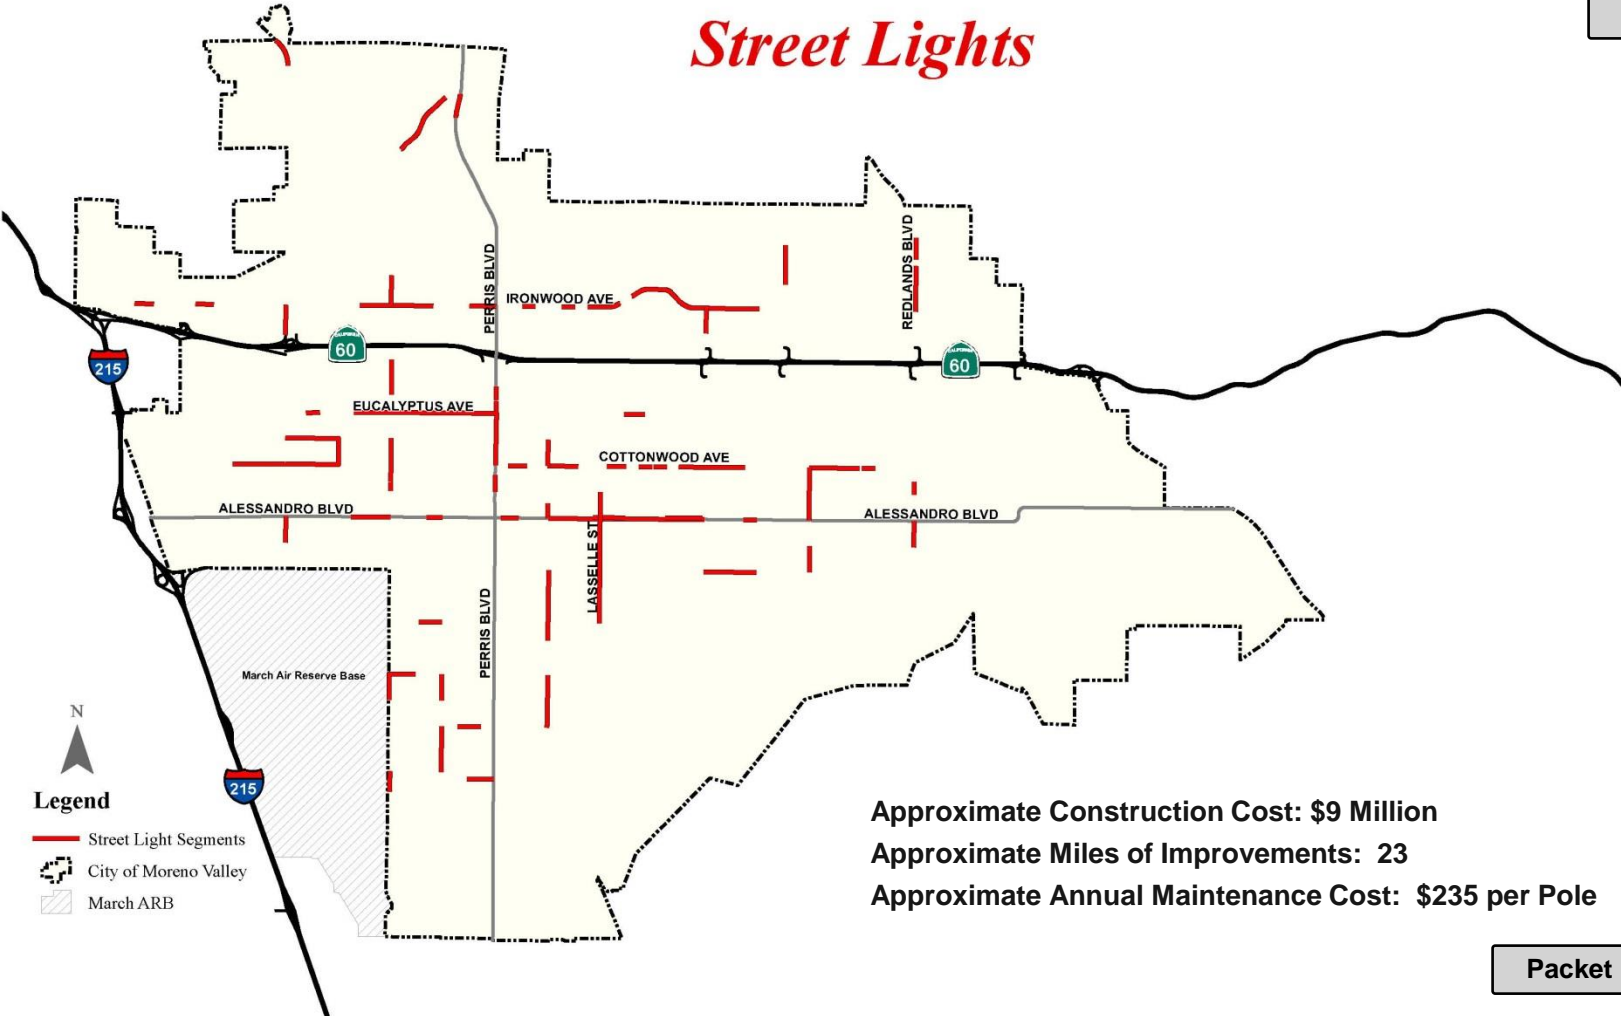 Street Lights
REDLANDS BLVD
PERRIS BLVD
IRONWOOD AVE
CALIFORNIA
60
CALIFORNIA
60
215
EUCALYPTUS AVE
COTTONWOOD AVE
ALESSANDRO BLVD
ALESSANDRO BLVD
LASSELLE ST
PERRIS BLVD
March Air Reserve Base
N
215
Legend
Street Light Segments
City of Moreno Valley
March ARB
Approximate Construction Cost: $9 Million
Approximate Miles of Improvements: 23
Approximate Annual Maintenance Cost: $235 per Pole
Packet